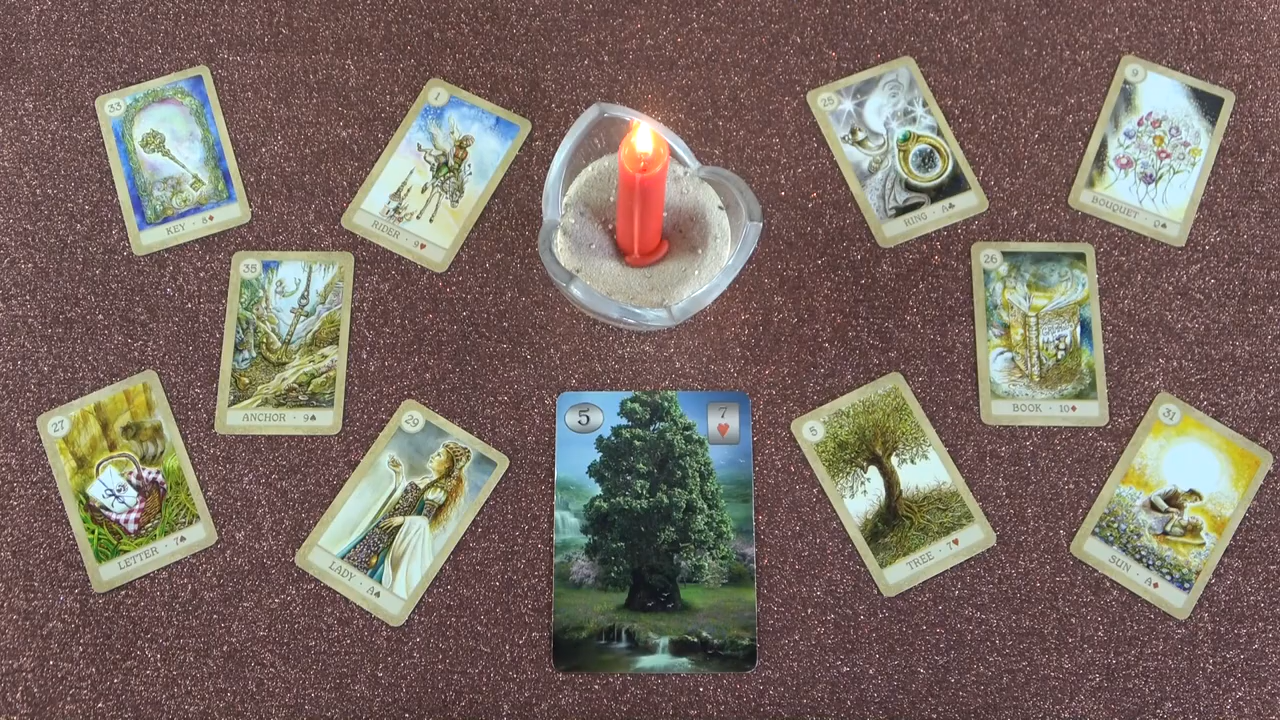 33
KEY · 8♦
1
RIDER · 9♥
25
RING · A♣
9
BOUQUET · Q♠
35
ANCHOR · 9♠
26
BOOK · 10♦
27
LETTER · 7♠
29
LADY · A♠
5
7♥
5
TREE · 7♥
31
SUN · A♦